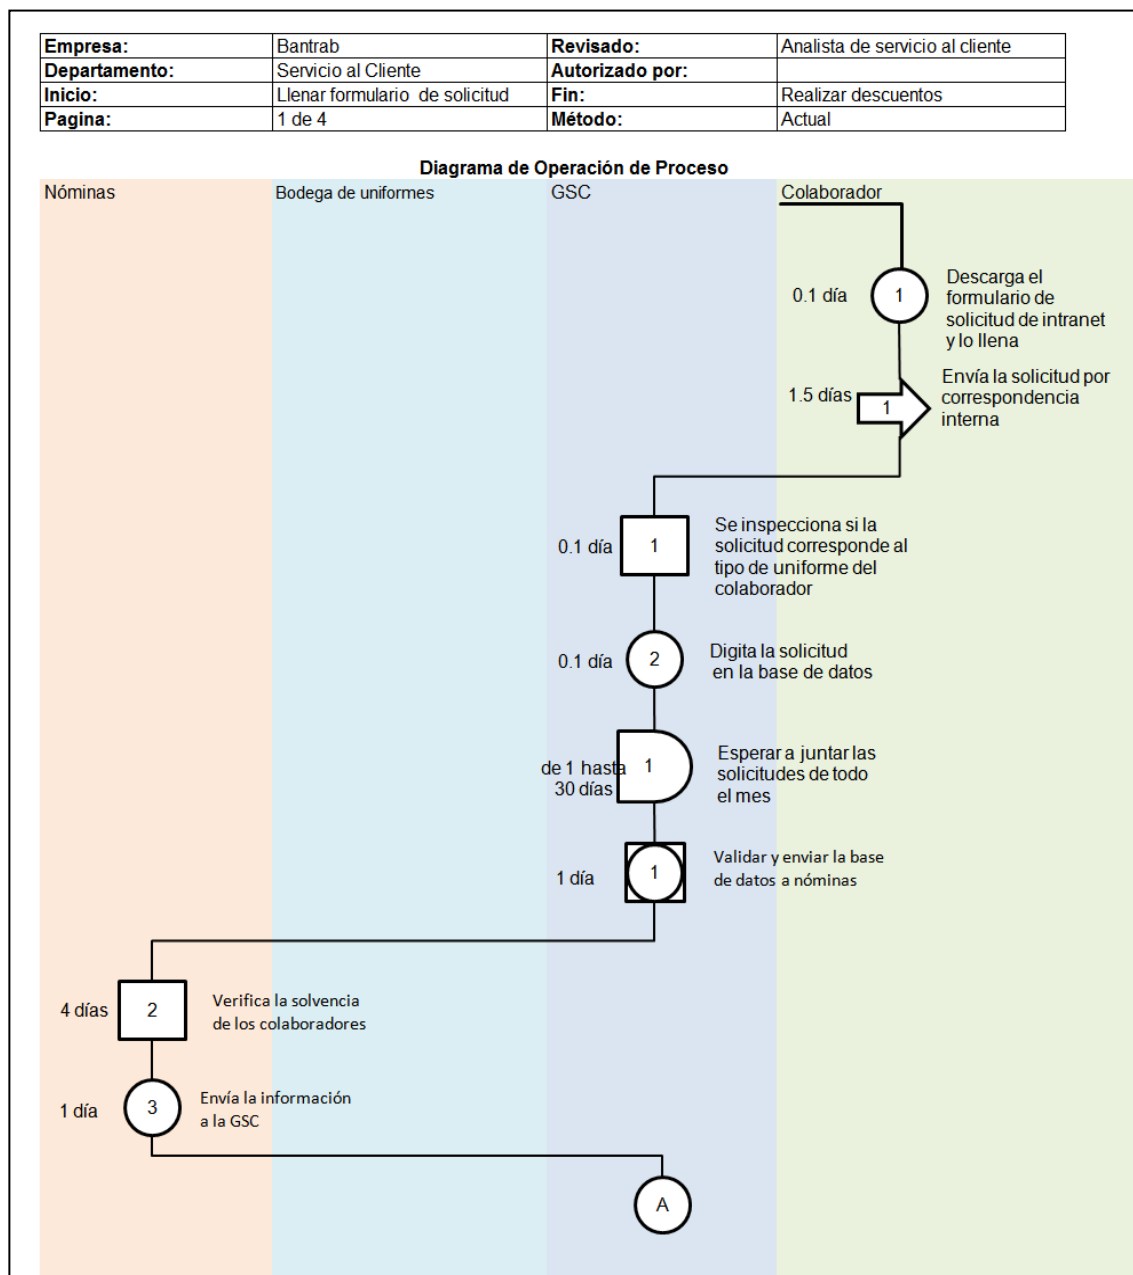 Empresa: Bantrab Revisado: Analista de servicio al cliente
Departamento: Servicio al Cliente Autorizado por:
Inicio: Llenar formulario de solicitud Fin: Realizar descuentos
Pagina: 1 de 4 Método: Actual
Diagrama de Operación de Proceso
Nóminas Bodega de uniformes GSC Colaborador
0.1 día
1
Descarga el
formulario de
solicitud de intranet
y lo llena
1.5 días
1
Envía la solicitud por
correspondencia
interna
0.1 día
1
Se inspecciona si la
solicitud corresponde al
tipo de uniforme del
colaborador
0.1 día
2
Digita la solicitud
en la base de datos
de 1 hasta
30 días
1
Esperar a juntar las
solicitudes de todo
el mes
1 día
1
Validar y enviar la base
de datos a nóminas
4 días
2
Verifica la solvencia
de los colaboradores
1 día
3
Envía la información
a la GSC
A